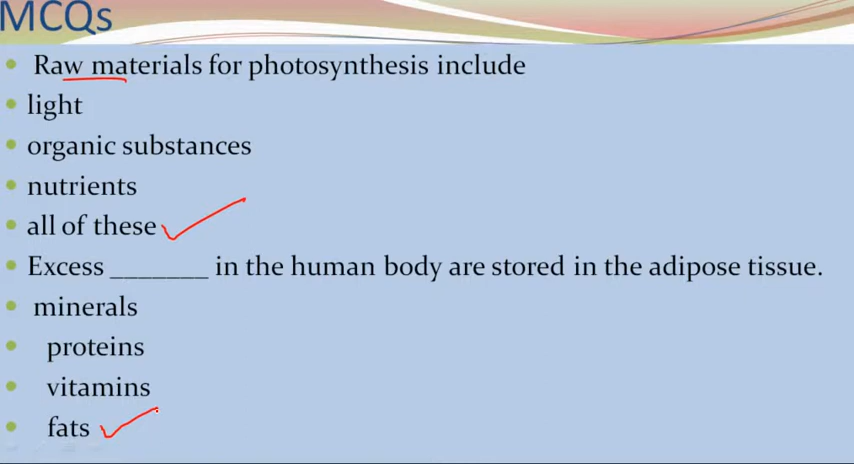 MCQs
Raw materials for photosynthesis include
light
organic substances
nutrients
all of these
Excess _______ in the human body are stored in the adipose tissue.
minerals
proteins
vitamins
fats